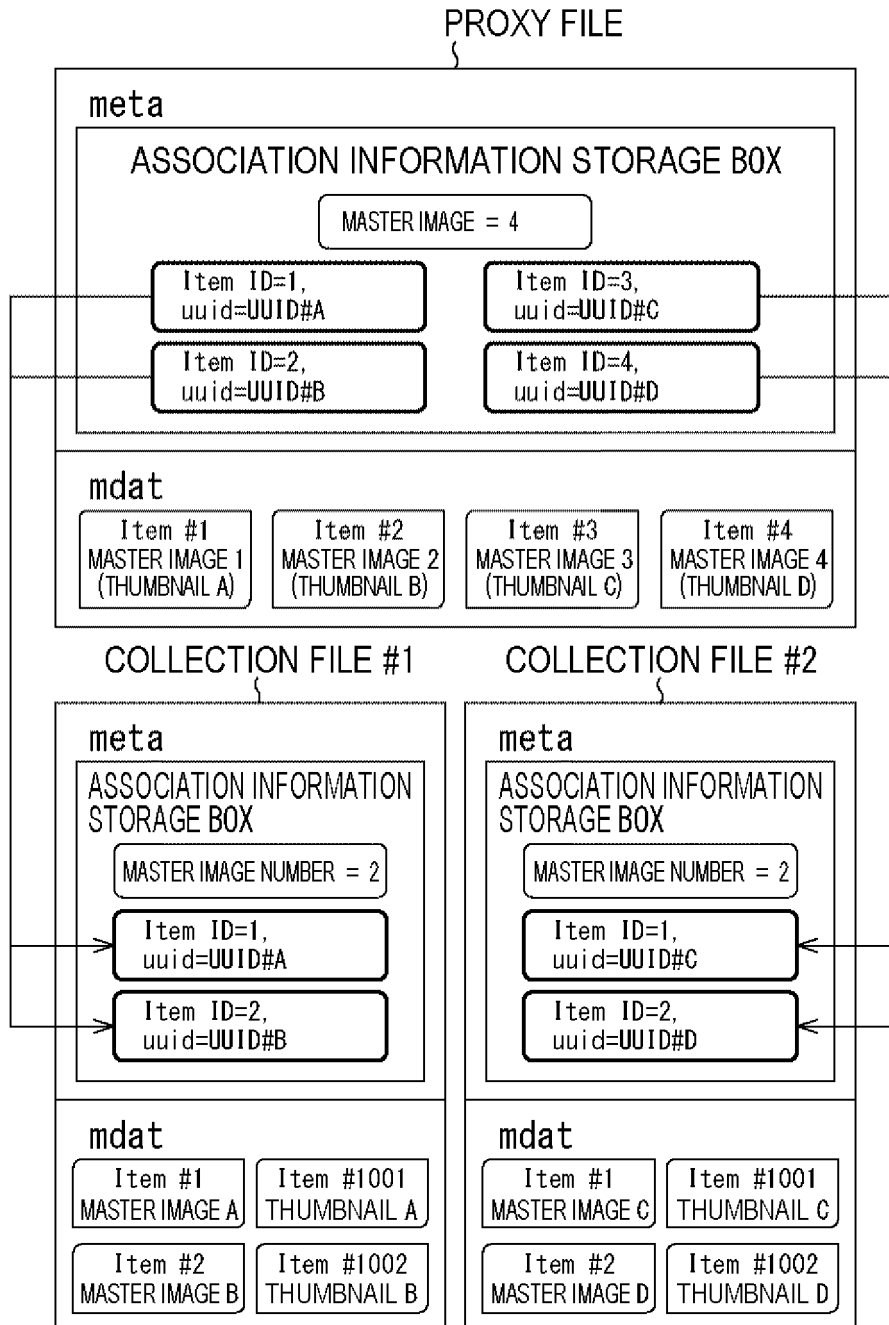 PROXY FILE
meta
ASSOCIATION INFORMATION STORAGE BOX
MASTER IMAGE = 4
Item ID=1,
uuid=UUID#A
Item ID=3,
uuid=UUID#C
Item ID=2,
uuid=UUID#B
Item ID=4,
uuid=UUID#D
mdat
Item #1
MASTER IMAGE 1
(THUMBNAIL A)
Item #2
MASTER IMAGE 2
(THUMBNAIL B)
Item #3
MASTER IMAGE 3
(THUMBNAIL C)
Item #4
MASTER IMAGE 4
(THUMBNAIL D)
COLLECTION FILE #1
meta
ASSOCIATION INFORMATION
STORAGE BOX
MASTER IMAGE NUMBER = 2
Item ID=1,
uuid=UUID#A
Item ID=2,
uuid=UUID#B
mdat
Item #1
MASTER IMAGE A
Item #1001
THUMBNAIL A
Item #2
MASTER IMAGE B
Item #1002
THUMBNAIL B
COLLECTION FILE #2
meta
ASSOCIATION INFORMATION
STORAGE BOX
MASTER IMAGE NUMBER = 2
Item ID=1,
uuid=UUID#C
Item ID=2,
uuid=UUID#D
mdat
Item #1
MASTER IMAGE C
Item #1001
THUMBNAIL C
Item #2
MASTER IMAGE D
Item #1002
THUMBNAIL D